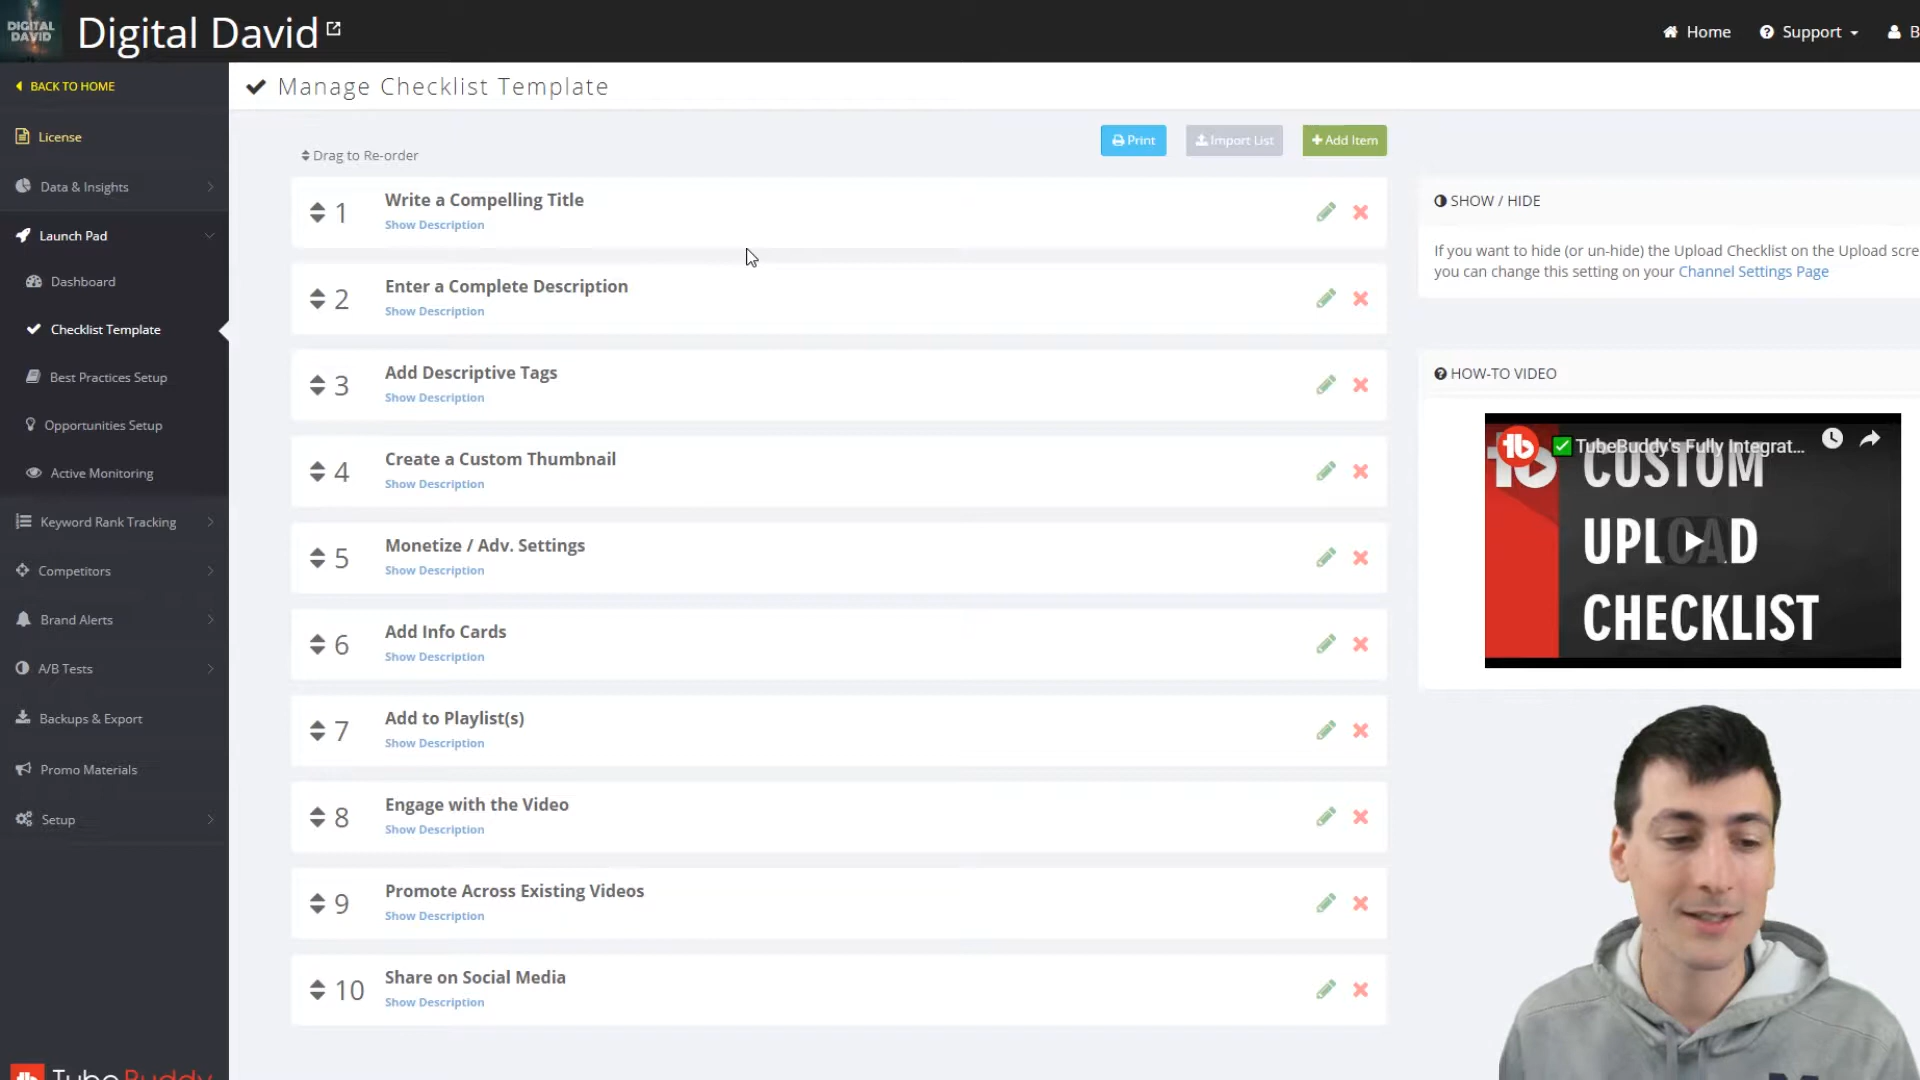 DIGITAL
DAVID
Digital David
Home
Support
B
BACK TO HOME
License
Data & Insights
Launch Pad
Dashboard
Checklist Template
Best Practices Setup
Opportunities Setup
Active Monitoring
Keyword Rank Tracking
Competitors
Brand Alerts
A/B Tests
Backups & Export
Promo Materials
Setup
TubeBuddy
Manage Checklist Template
Drag to Re-order
Print
Import List
Add Item
1
Write a Compelling Title
Show Description
2
Enter a Complete Description
Show Description
3
Add Descriptive Tags
Show Description
4
Create a Custom Thumbnail
Show Description
5
Monetize / Adv. Settings
Show Description
6
Add Info Cards
Show Description
7
Add to Playlist(s)
Show Description
8
Engage with the Video
Show Description
9
Promote Across Existing Videos
Show Description
10
Share on Social Media
Show Description
SHOW / HIDE
If you want to hide (or un-hide) the Upload Checklist on the Upload scre
you can change this setting on your Channel Settings Page
HOW-TO VIDEO
tb
TubeBuddy's Fully Integrat...
CUSTOM
UPLOAD
CHECKLIST